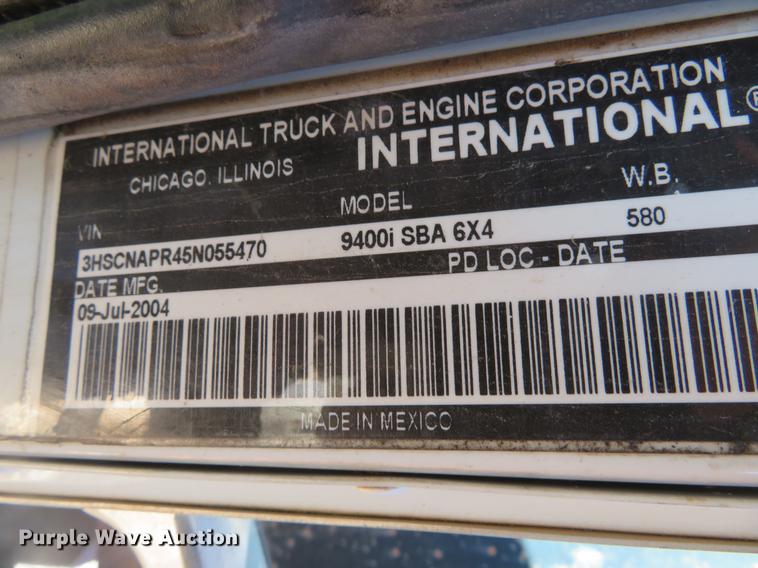 INTERNATIONAL TRUCK AND ENGINE CORPORATION
CHICAGO, ILLINOIS INTERNATIONAL®
VIN MODEL W.B.
3HSCNAPR45N055470 9400i SBA 6X4 580
DATE MFG. PD LOC - DATE
09-Jul-2004
MADE IN MEXICO
Purple Wave Auction